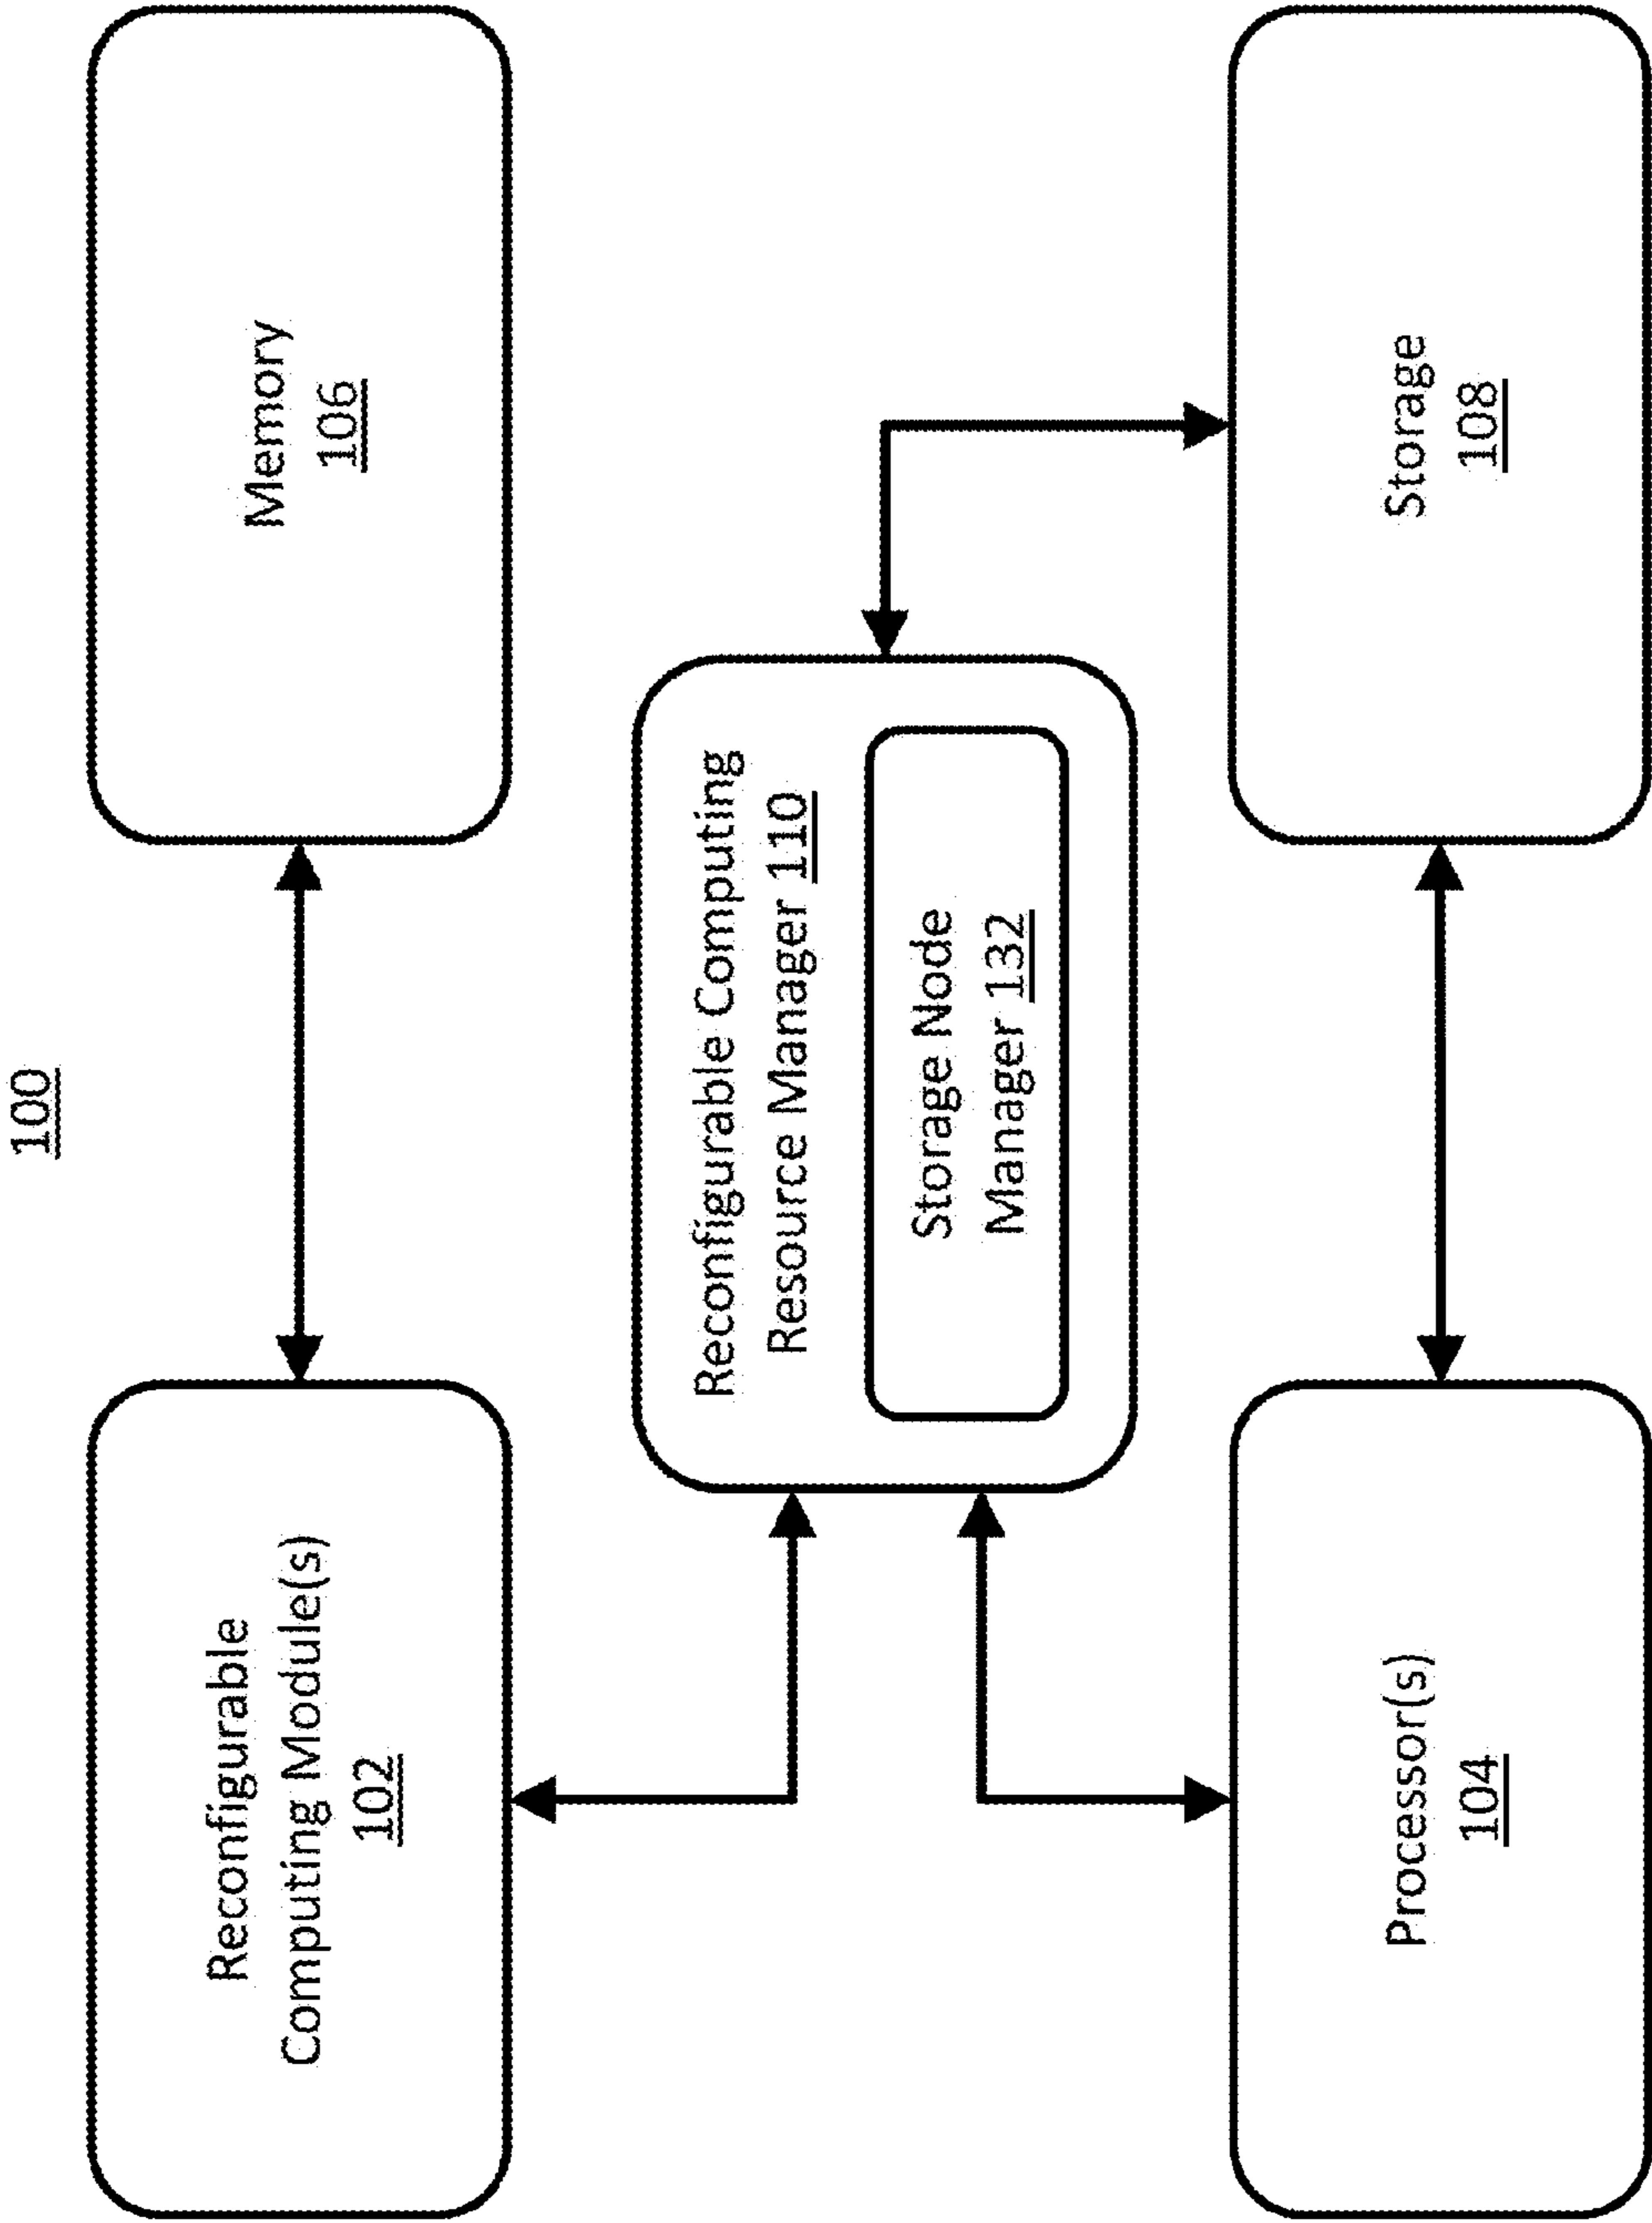 100
Reconfigurable
Computing Module(s)
102
Memory
106
Reconfigurable Computing
Resource Manager 110
Storage Node
Manager 132
Processor(s)
104
Storage
108